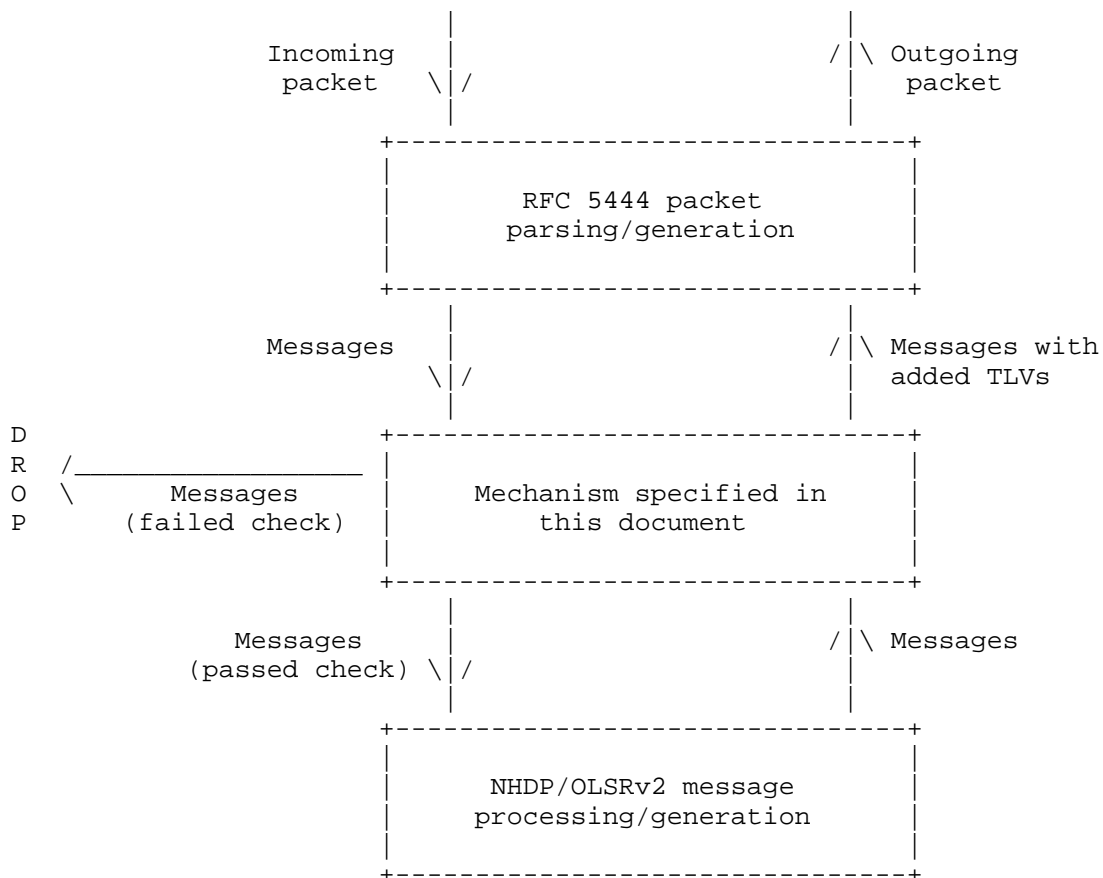 Incoming Outgoing
packet packet
RFC 5444 packet
parsing/generation
Messages Messages with
added TLVs
D
R
O Messages Mechanism specified in
P (failed check) this document
Messages Messages
(passed check)
NHDP/OLSRv2 message
processing/generation